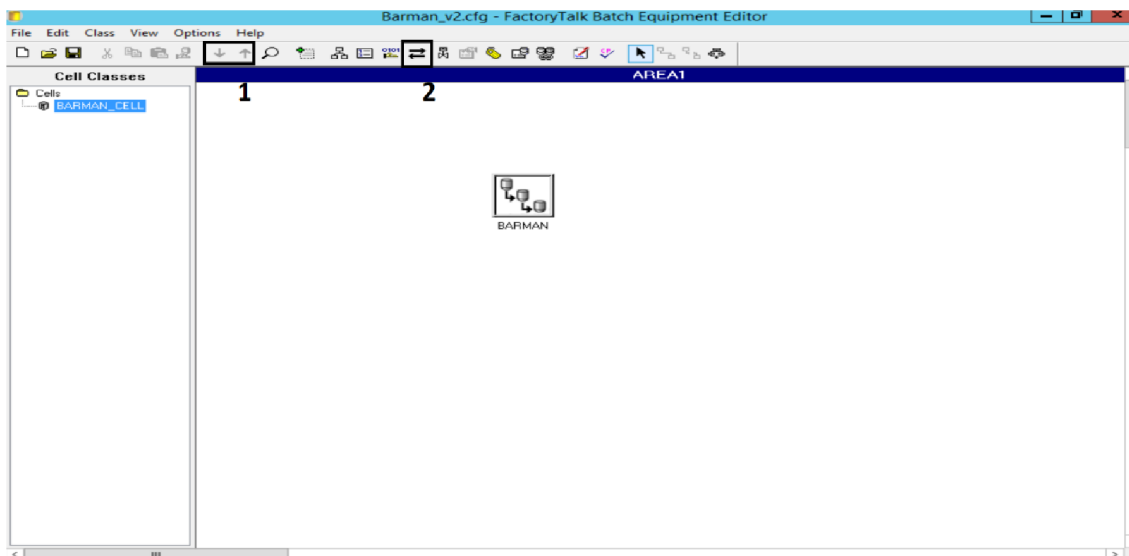 Barman_v2.cfg - FactoryTalk Batch Equipment Editor
File Edit Class View Options Help
Cell Classes
AREA1
Cells
BARMAN_CELL
1
2
BARMAN